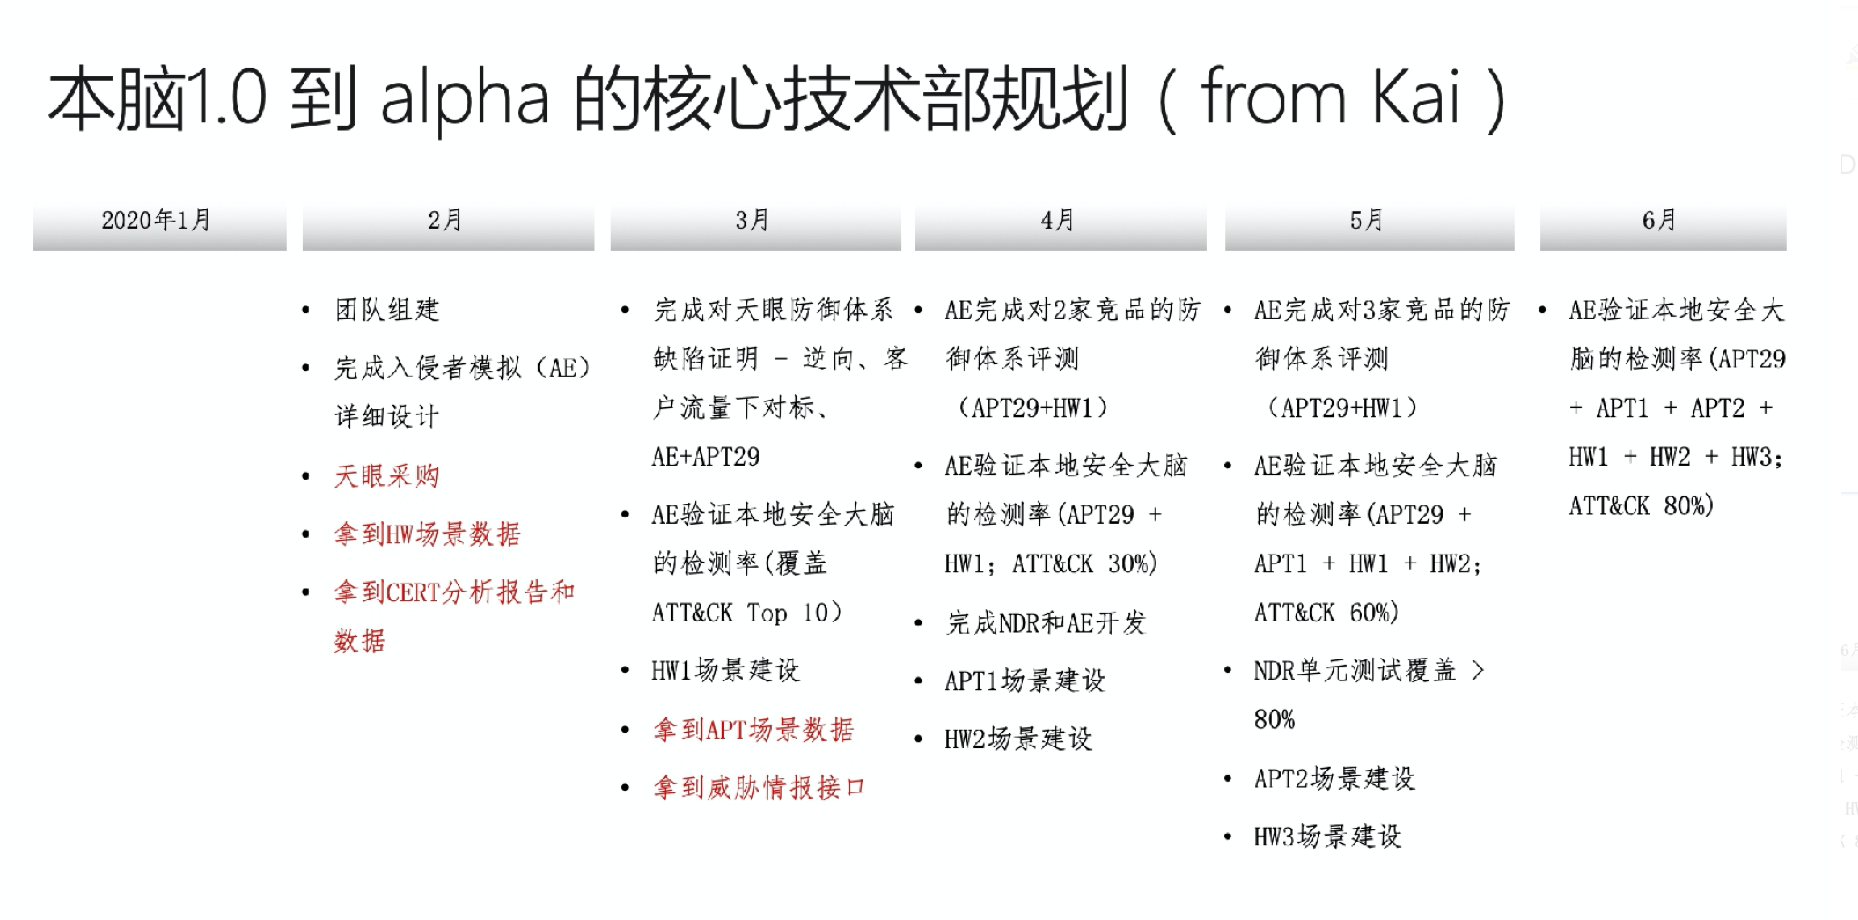 本脑1.0 到 alpha 的核心技术部规划（from Kai）
2020年1月
2月
• 团队组建
• 完成入侵者模拟（AE）
详细设计
• 天眼采购
• 拿到HW场景数据
• 拿到CERT分析报告和
数据
3月
• 完成对天眼防御体系
缺陷证明 - 逆向、客
户流量下对标、
AE+APT29
• AE验证本地安全大脑
的检测率(覆盖
ATT&CK Top 10）
• HW1场景建设
• 拿到APT场景数据
• 拿到威胁情报接口
4月
• AE完成对2家竞品的防
御体系评测
（APT29+HW1）
• AE验证本地安全大脑
的检测率(APT29 +
HW1; ATT&CK 30%)
• 完成NDR和AE开发
• APT1场景建设
• HW2场景建设
5月
• AE完成对3家竞品的防
御体系评测
（APT29+HW1）
• AE验证本地安全大脑
的检测率(APT29 +
APT1 + HW1 + HW2;
ATT&CK 60%)
• NDR单元测试覆盖 >
80%
• APT2场景建设
• HW3场景建设
6月
• AE验证本地安全大
脑的检测率(APT29
+ APT1 + APT2 +
HW1 + HW2 + HW3;
ATT&CK 80%)